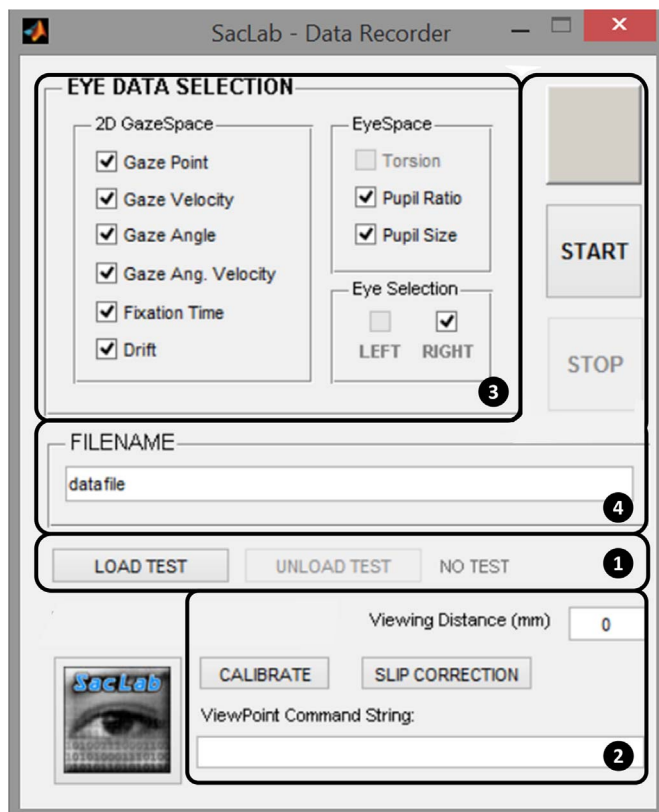 SacLab - Data Recorder
EYE DATA SELECTION
2D GazeSpace
Gaze Point
Gaze Velocity
Gaze Angle
Gaze Ang. Velocity
Fixation Time
Drift
EyeSpace
Torsion
Pupil Ratio
Pupil Size
Eye Selection
LEFT RIGHT
3
START
STOP
FILENAME
datafile
4
LOAD TEST UNLOAD TEST NO TEST 1
Viewing Distance (mm) 0
SacLab
CALIBRATE SLIP CORRECTION
ViewPoint Command String:
2